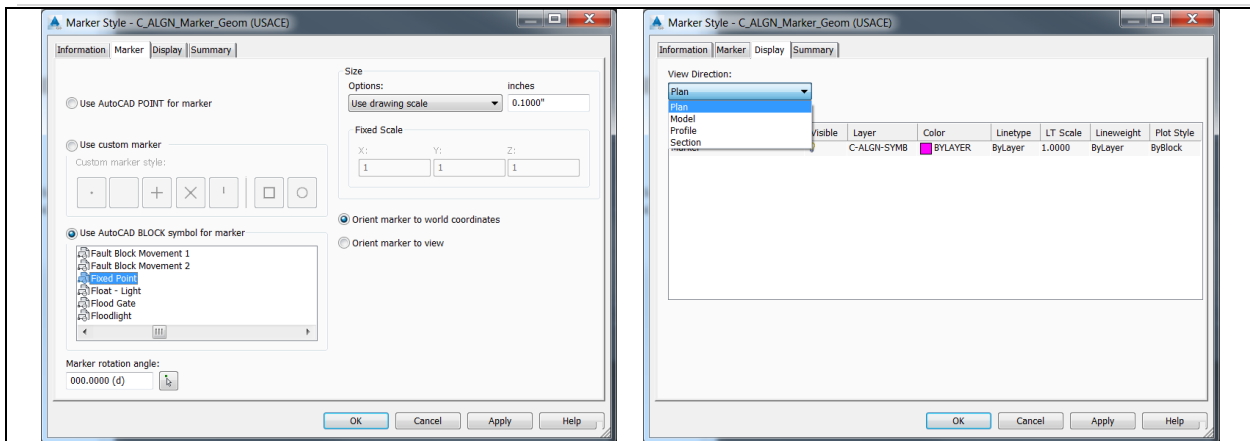 Marker Style - C_ALGN_Marker_Geom (USACE)
Information Marker Display Summary
Use AutoCAD POINT for marker
Use custom marker
Custom marker style:
Use AutoCAD BLOCK symbol for marker
Fault Block Movement 1
Fault Block Movement 2
Fixed Point
Float - Light
Flood Gate
Floodlight
Marker rotation angle:
000.0000 (d)
Size
Options: inches
Use drawing scale 0.1000"
Fixed Scale
X: Y: Z:
1 1 1
Orient marker to world coordinates
Orient marker to view
OK Cancel Apply Help
Marker Style - C_ALGN_Marker_Geom (USACE)
Information Marker Display Summary
View Direction:
Plan
Plan
Model
Profile
Section
Visible Layer Color Linetype LT Scale Lineweight Plot Style
C-ALGN-SYMB BYLAYER ByLayer 1.0000 ByLayer ByBlock
OK Cancel Apply Help